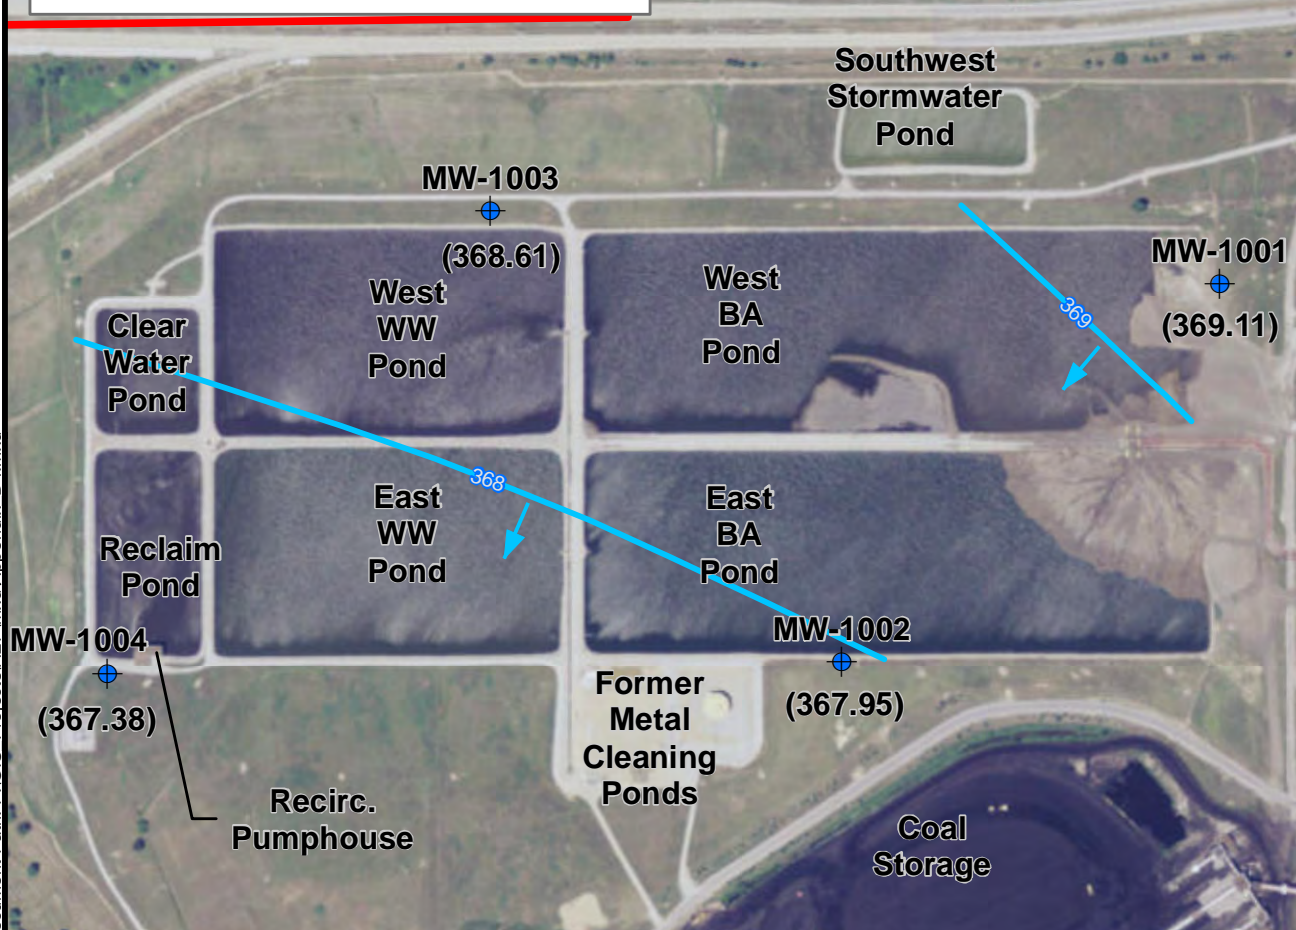 Southwest
Stormwater
Pond
MW-1003
(368.61)
MW-1001
(369.11)
West
WW
Pond
West
BA
Pond
369
Clear
Water
Pond
368
East
WW
Pond
East
BA
Pond
Reclaim
Pond
MW-1004
(367.38)
MW-1002
(367.95)
Former
Metal
Cleaning
Ponds
Recirc.
Pumphouse
Coal
Storage